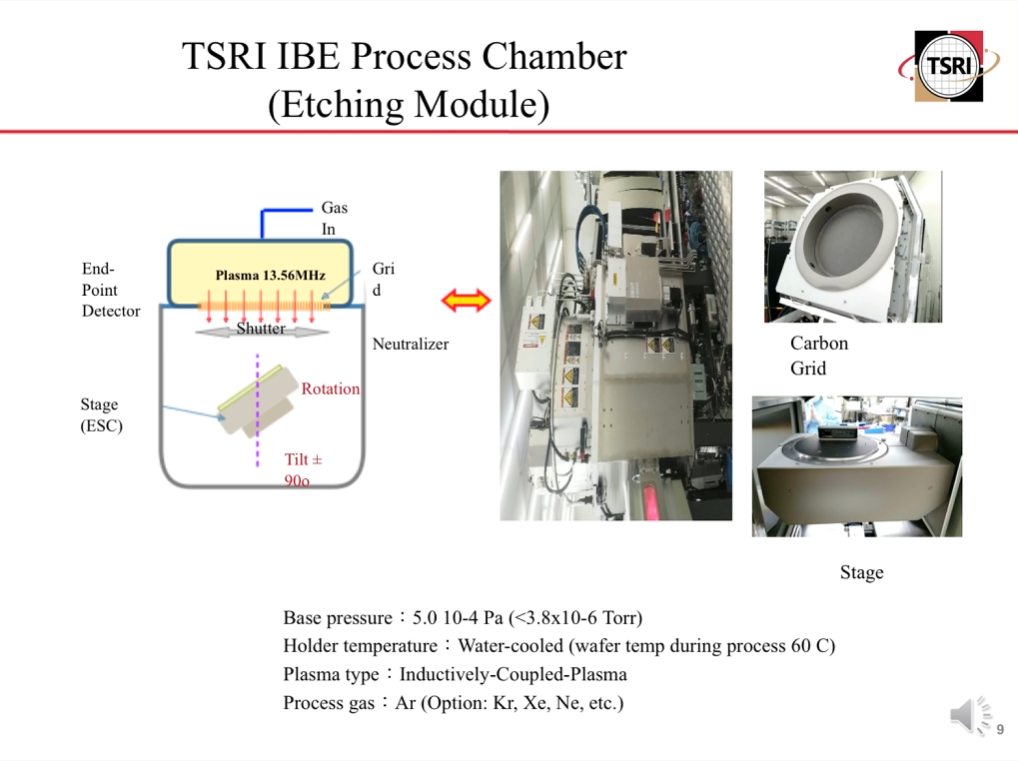 TSRI IBE Process Chamber
(Etching Module)
TSRI
Gas
In
Plasma 13.56MHz
End-
Point
Detector
Gri
d
Shutter
Neutralizer
Rotation
Stage
(ESC)
Tilt ±
90o
Carbon
Grid
Stage
Base pressure：5.0 10-4 Pa (<3.8x10-6 Torr)
Holder temperature：Water-cooled (wafer temp during process 60 C)
Plasma type：Inductively-Coupled-Plasma
Process gas：Ar (Option: Kr, Xe, Ne, etc.)
9